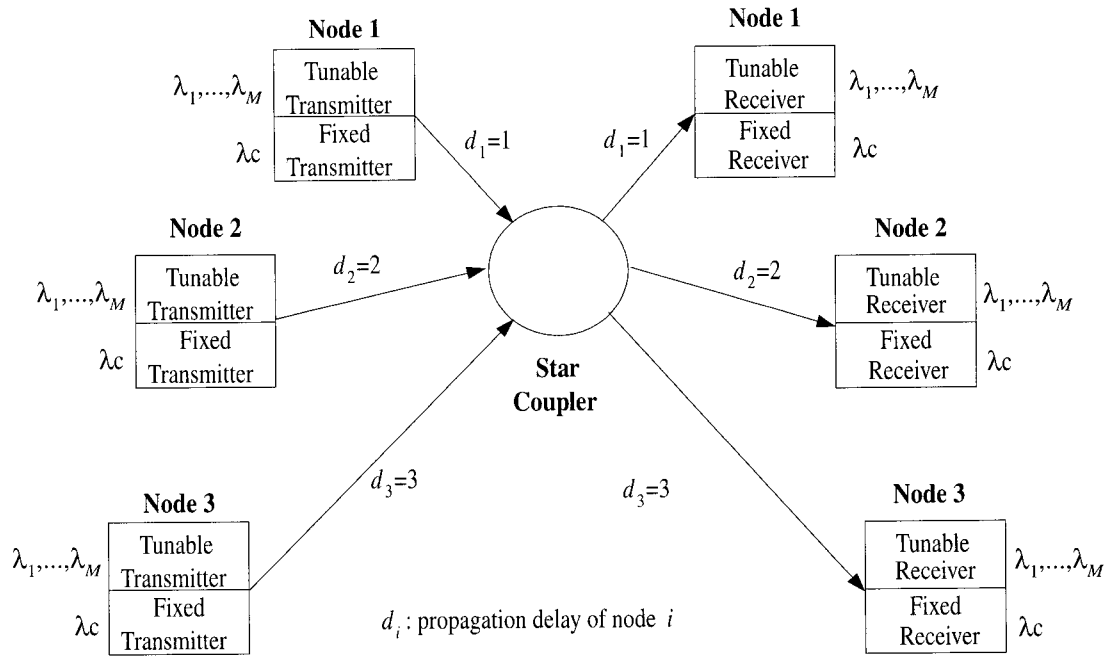 Node 1
Tunable
Transmitter
Fixed
Transmitter
λ1,...,λM
λc
d1=1
Node 1
Tunable
Receiver
Fixed
Receiver
λ1,...,λM
λc
d1=1
Node 2
Tunable
Transmitter
Fixed
Transmitter
λ1,...,λM
λc
d2=2
Node 2
Tunable
Receiver
Fixed
Receiver
λ1,...,λM
λc
d2=2
Star
Coupler
Node 3
Tunable
Transmitter
Fixed
Transmitter
λ1,...,λM
λc
d3=3
Node 3
Tunable
Receiver
Fixed
Receiver
λ1,...,λM
λc
d3=3
di : propagation delay of node i